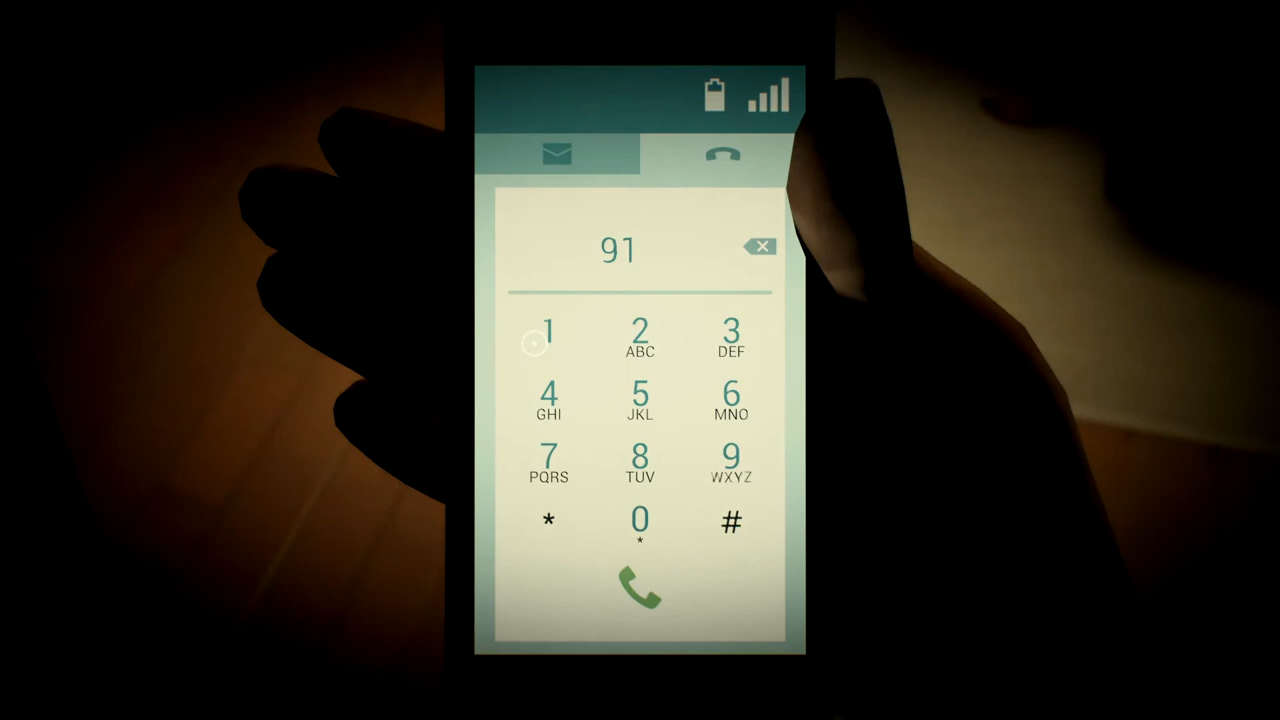 91
1 2 3
ABC DEF
4 5 6
GHI JKL MNO
7 8 9
PQRS TUV WXYZ
* 0 #
*